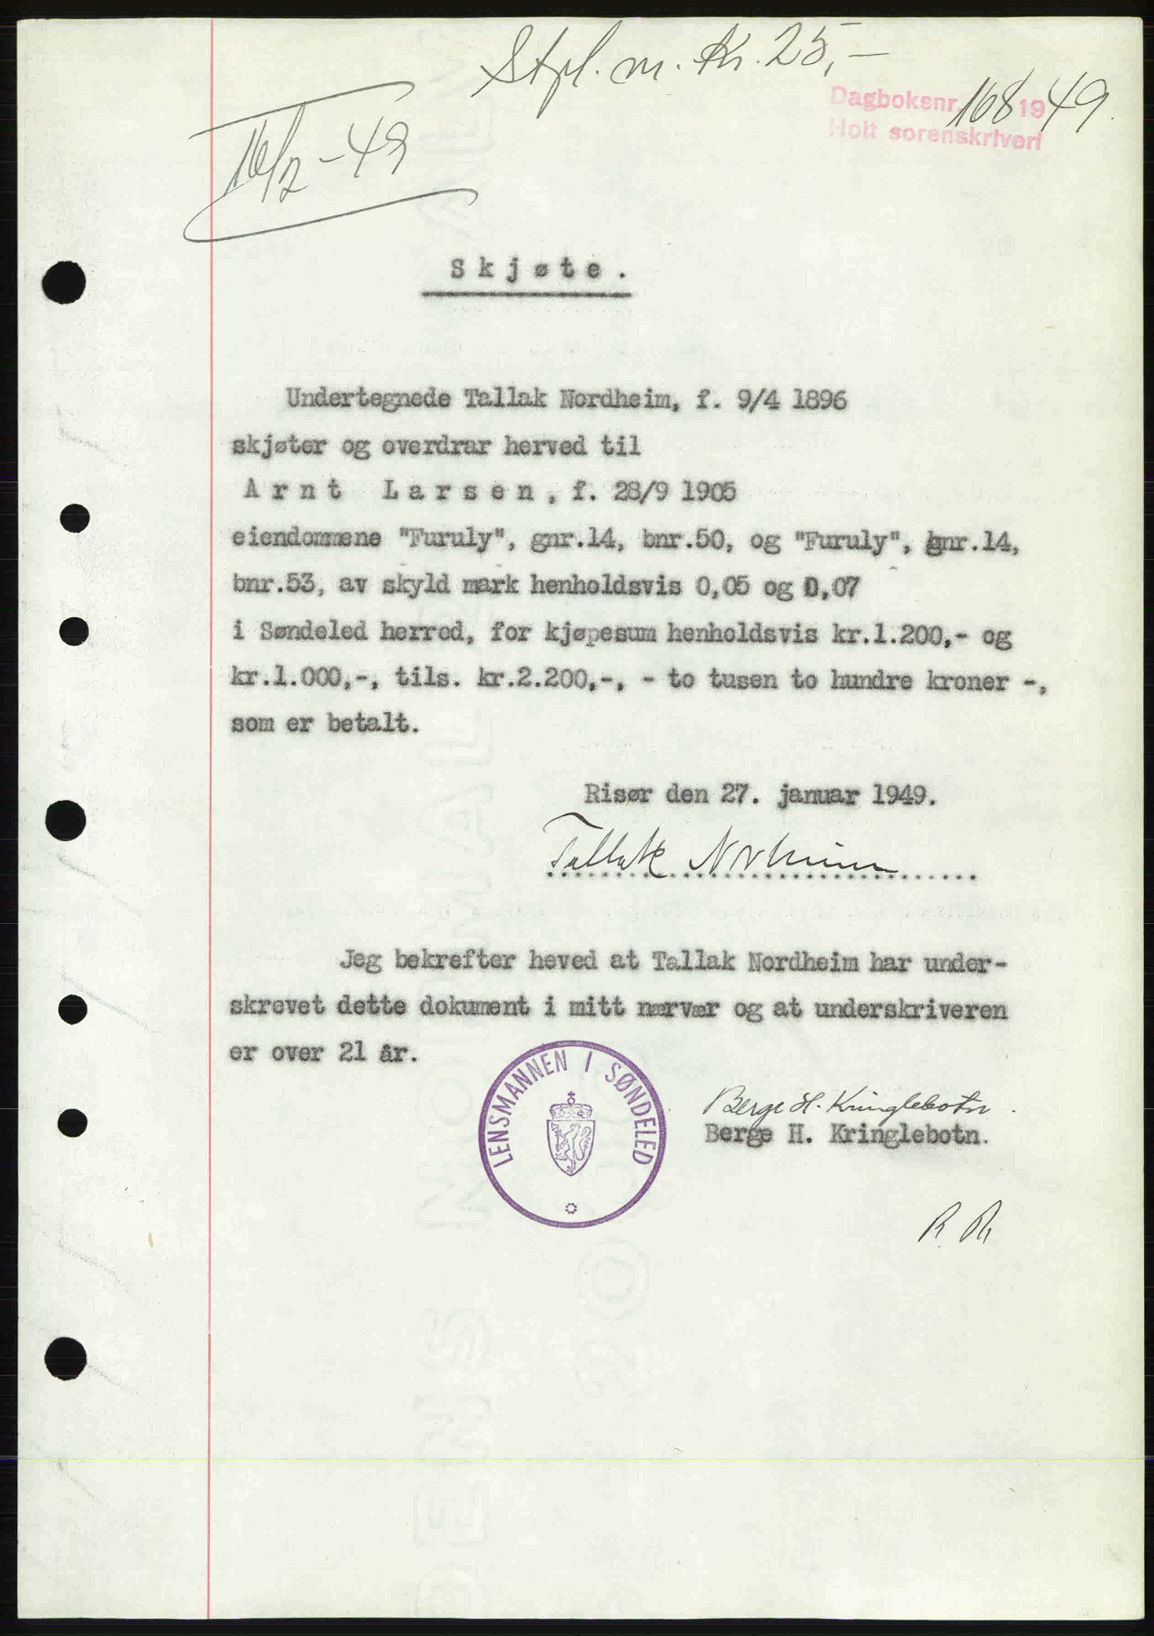 Stpl. m. Kr. 25,-
Dagboksnr. 168 1949.
Holt sorenskriveri
16/2-49
Skjøte.
Undertegnede Tallak Nordheim, f. 9/4 1896
skjøter og overdrar herved til
Arnt Larsen, f. 28/9 1905
eiendommene "Furuly", gnr.14, bnr.50, og "Furuly", gnr.14,
bnr.53, av skyld mark henholdsvis 0,05 og 0,07
i Søndeled herred, for kjøpesum henholdsvis kr.1.200,- og
kr.1.000,-, tils. kr.2.200,-, - to tusen to hundre kroner -,
som er betalt.
Risør den 27. januar 1949.
Tallak Norheim
Jeg bekrefter heved at Tallak Nordheim har under-
skrevet dette dokument i mitt nærvær og at underskriveren
er over 21 år.
LENSMANNEN I SØNDELED
Berge H. Kringlebotn.
Berge H. Kringlebotn.